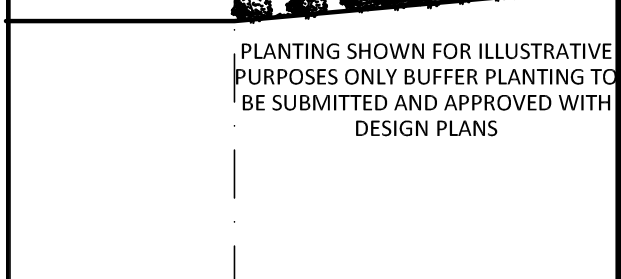 PLANTING SHOWN FOR ILLUSTRATIVE
PURPOSES ONLY BUFFER PLANTING TO
BE SUBMITTED AND APPROVED WITH
DESIGN PLANS